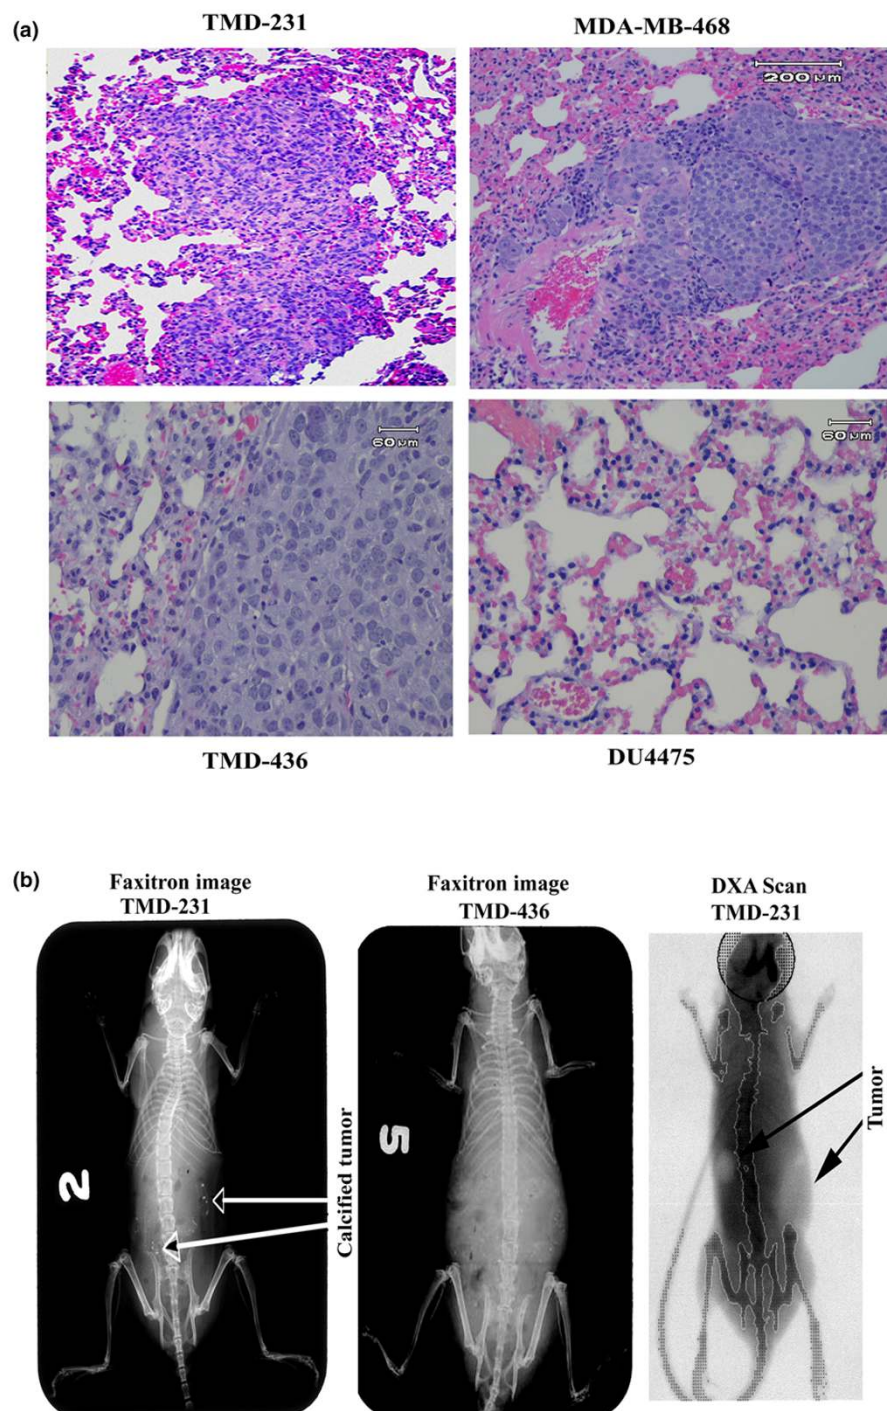 (a)
TMD-231
MDA-MB-468
200 µm
60 µm
60 µm
TMD-436
DU4475
(b)
Faxitron image
TMD-231
Faxitron image
TMD-436
DXA Scan
TMD-231
2
Calcified tumor
5
Tumor